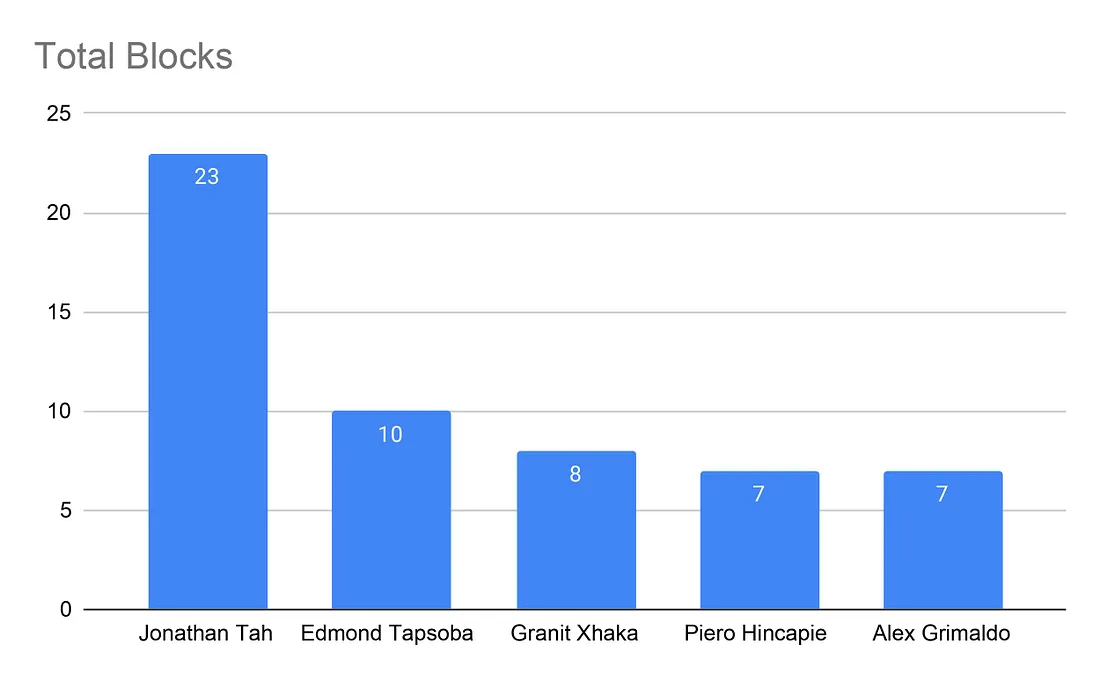 Total Blocks
25
20
15
10
5
0
23
10
8
7
7
Jonathan Tah
Edmond Tapsoba
Granit Xhaka
Piero Hincapie
Alex Grimaldo